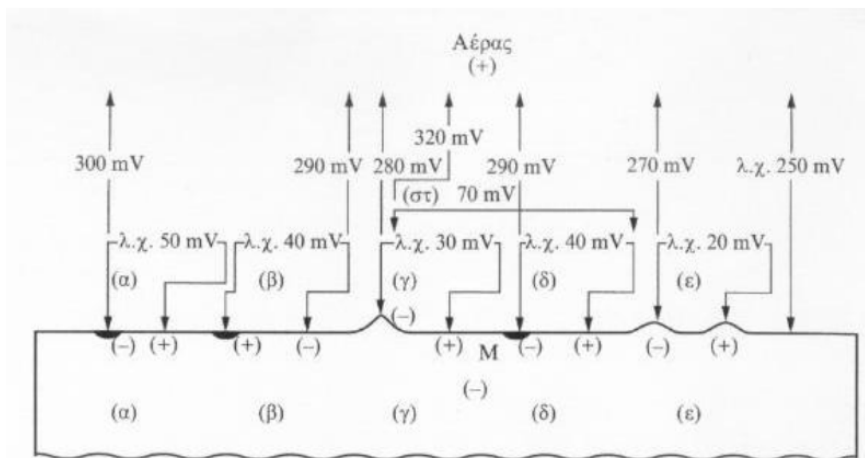 Αέρας
(+)
320 mV
300 mV
290 mV
280 mV
290 mV
270 mV
λ.χ. 250 mV
(στ)
70 mV
λ.χ. 50 mV
λ.χ. 40 mV
λ.χ. 30 mV
λ.χ. 40 mV
λ.χ. 20 mV
(α)
(β)
(γ)
(δ)
(ε)
(–)
(–)
(+)
(+)
(–)
(+)
M
(–)
(+)
(–)
(+)
(–)
(α)
(β)
(γ)
(δ)
(ε)